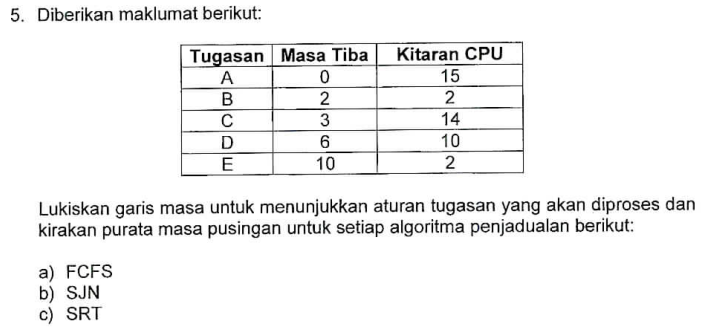 5. Diberikan maklumat berikut:
Tugasan Masa Tiba Kitaran CPU
A 0 15
B 2 2
C 3 14
D 6 10
E 10 2
Lukiskan garis masa untuk menunjukkan aturan tugasan yang akan diproses dan
kirakan purata masa pusingan untuk setiap algoritma penjadualan berikut:
a) FCFS
b) SJN
c) SRT